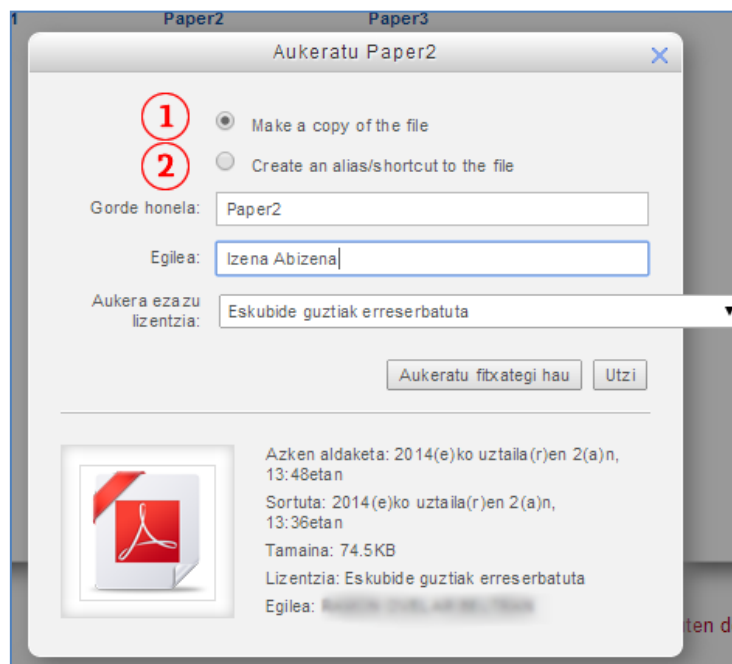 1 Paper2 Paper3
Aukeratu Paper2
1 Make a copy of the file
2 Create an alias/shortcut to the file
Gorde honela: Paper2
Egilea: Izena Abizena
Aukera ezazu
lizentzia: Eskubide guztiak erreserbatuta
Aukeratu fitxategi hau Utzi
Azken aldaketa: 2014(e)ko uztaila(r)en 2(a)n,
13:48etan
Sortuta: 2014(e)ko uztaila(r)en 2(a)n,
13:36etan
Tamaina: 74.5KB
Lizentzia: Eskubide guztiak erreserbatuta
Egilea:
ten d